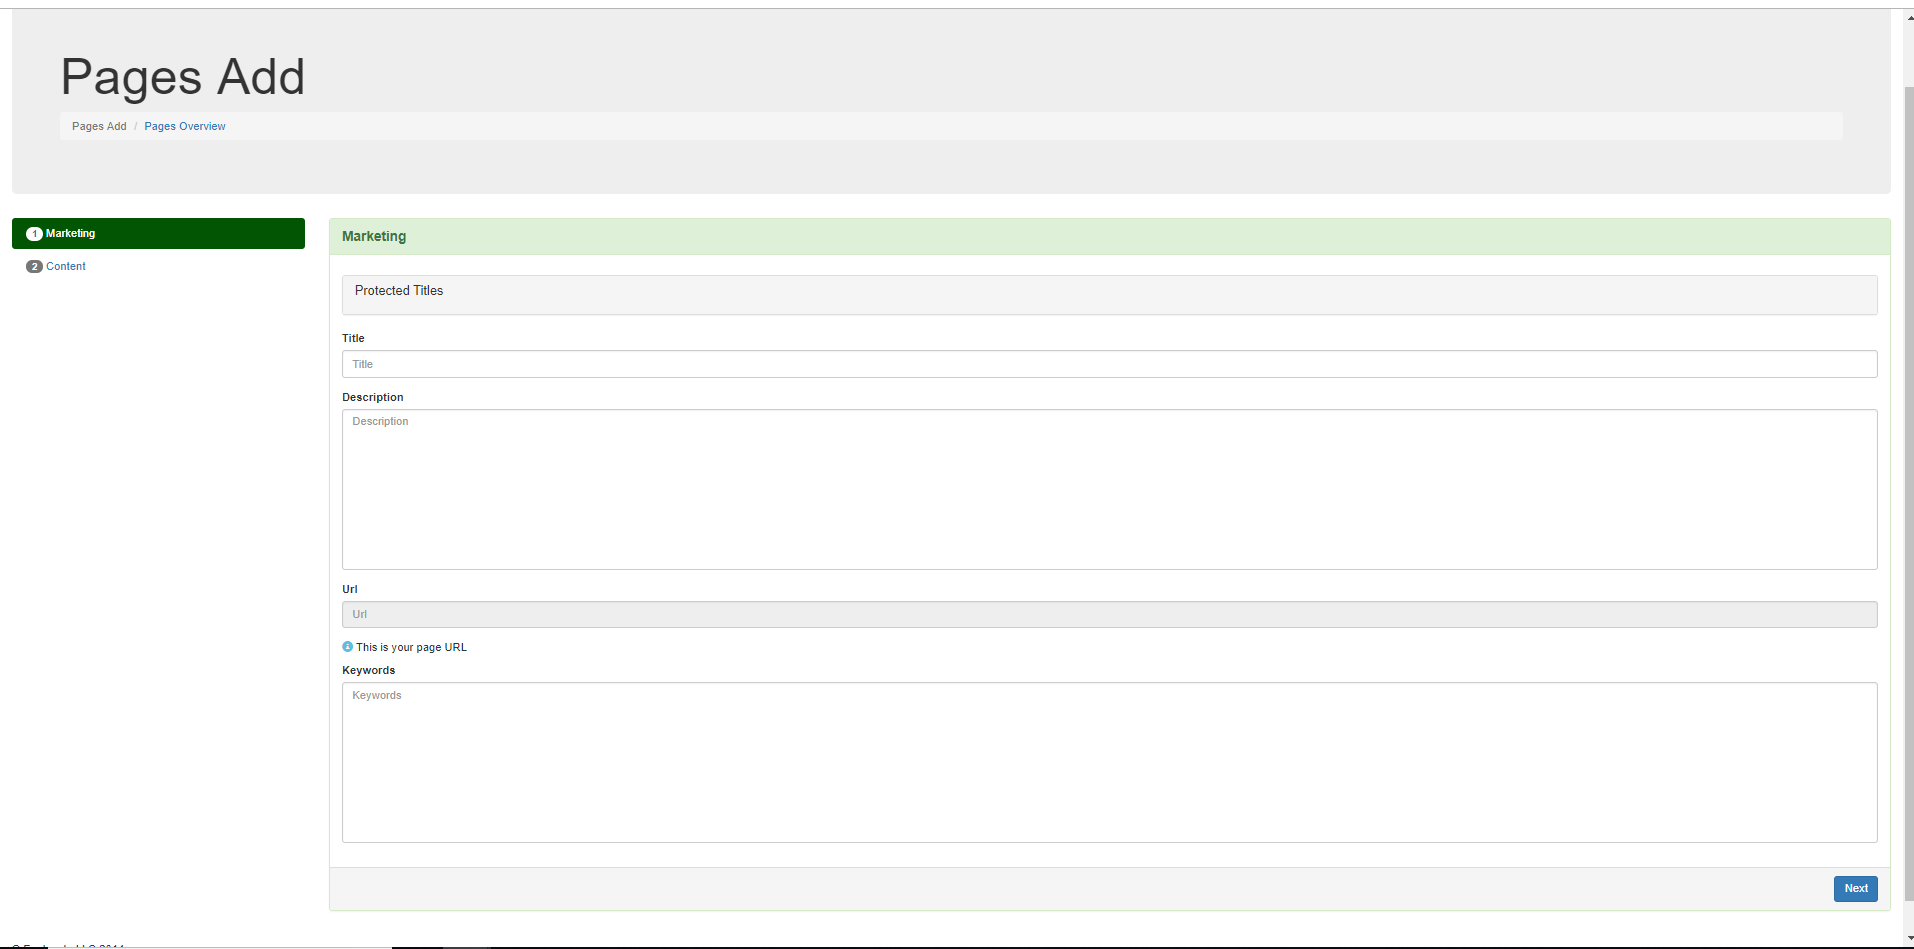 Pages Add
Pages Add / Pages Overview
1 Marketing
2 Content
Marketing
Protected Titles
Title
Title
Description
Description
Url
Url
This is your page URL
Keywords
Keywords
Next